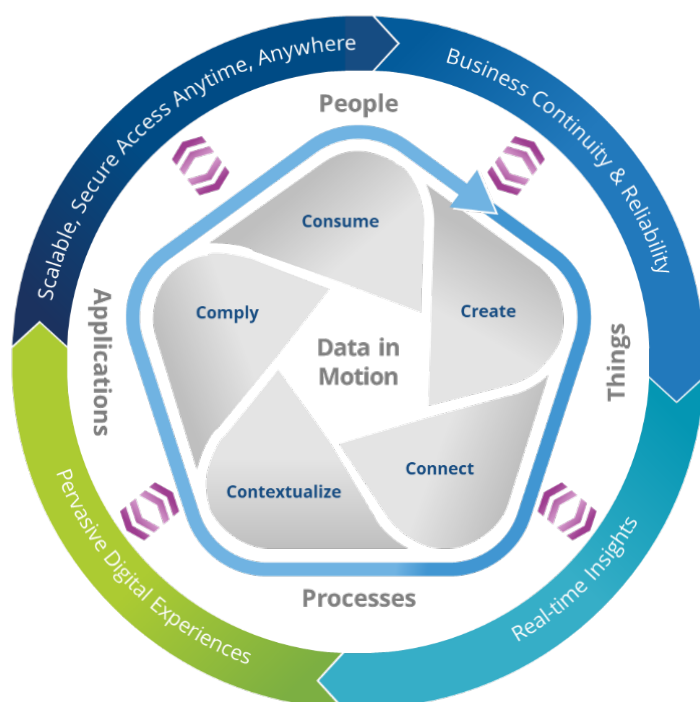 Scalable, Secure Access Anytime, Anywhere
Business Continuity & Reliability
People
Consume
Comply
Create
Applications
Data in
Motion
Things
Contextualize
Connect
Processes
Pervasive Digital Experiences
Real-time Insights